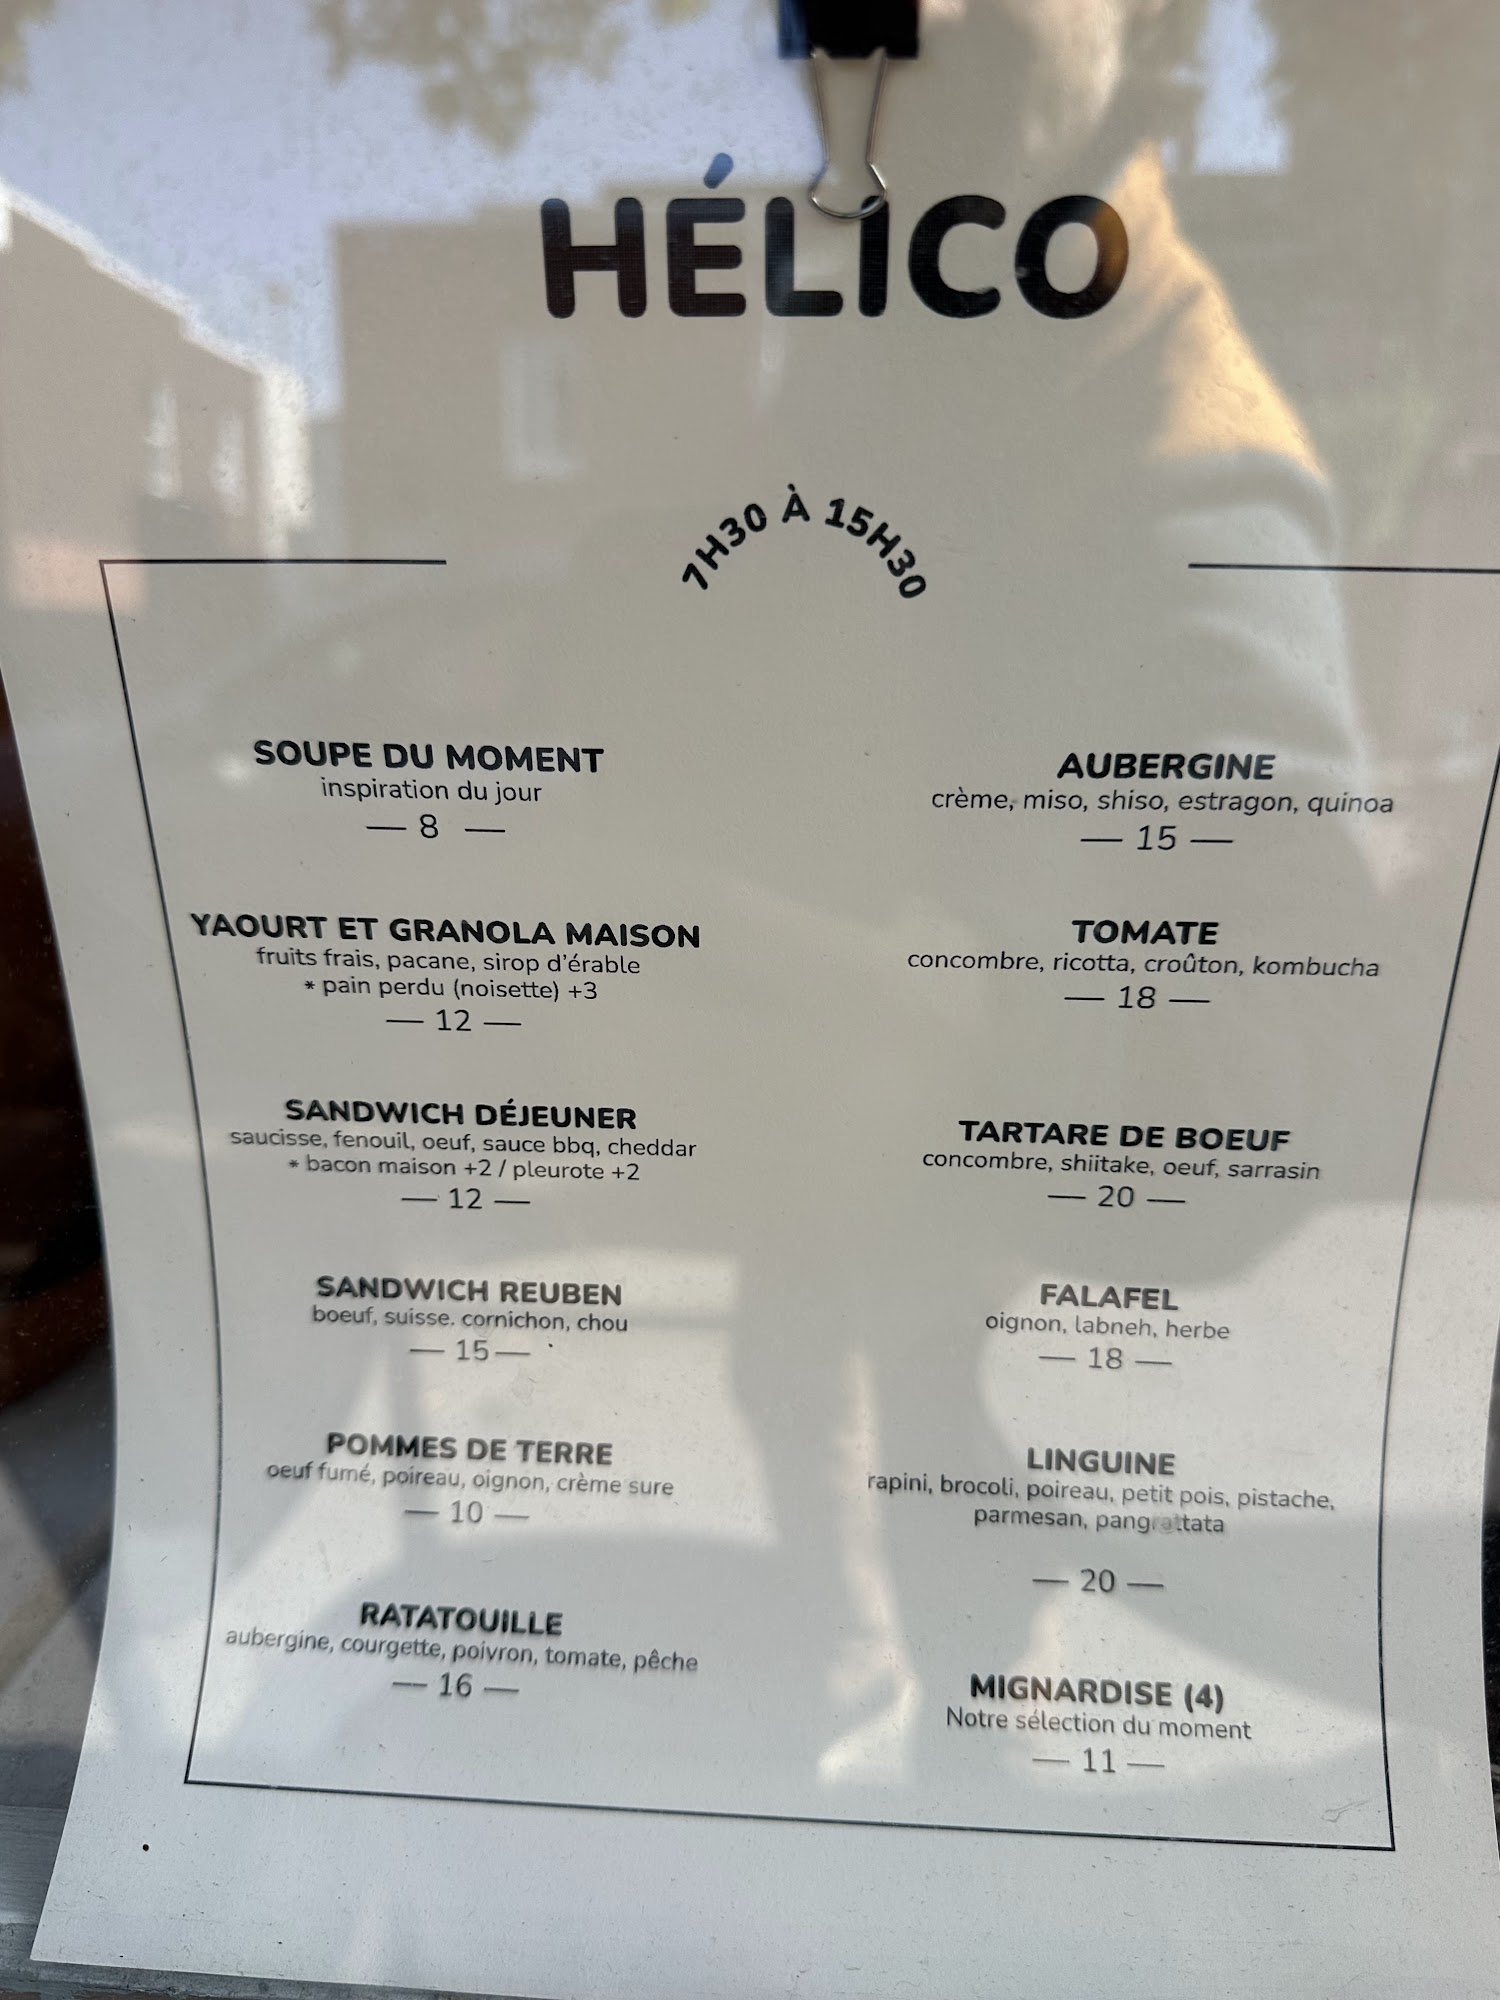 HÉLICO
7H30 À 15H30
SOUPE DU MOMENT
inspiration du jour
— 8 —
YAOURT ET GRANOLA MAISON
fruits frais, pacane, sirop d'érable
* pain perdu (noisette) +3
— 12 —
SANDWICH DÉJEUNER
saucisse, fenouil, oeuf, sauce bbq, cheddar
* bacon maison +2 / pleurote +2
— 12 —
SANDWICH REUBEN
boeuf, suisse. cornichon, chou
— 15 —
POMMES DE TERRE
oeuf fumé, poireau, oignon, crème sure
— 10 —
RATATOUILLE
aubergine, courgette, poivron, tomate, pêche
— 16 —
AUBERGINE
crème, miso, shiso, estragon, quinoa
— 15 —
TOMATE
concombre, ricotta, croûton, kombucha
— 18 —
TARTARE DE BOEUF
concombre, shiitake, oeuf, sarrasin
— 20 —
FALAFEL
oignon, labneh, herbe
— 18 —
LINGUINE
rapini, brocoli, poireau, petit pois, pistache,
parmesan, pangrattata
— 20 —
MIGNARDISE (4)
Notre sélection du moment
— 11 —